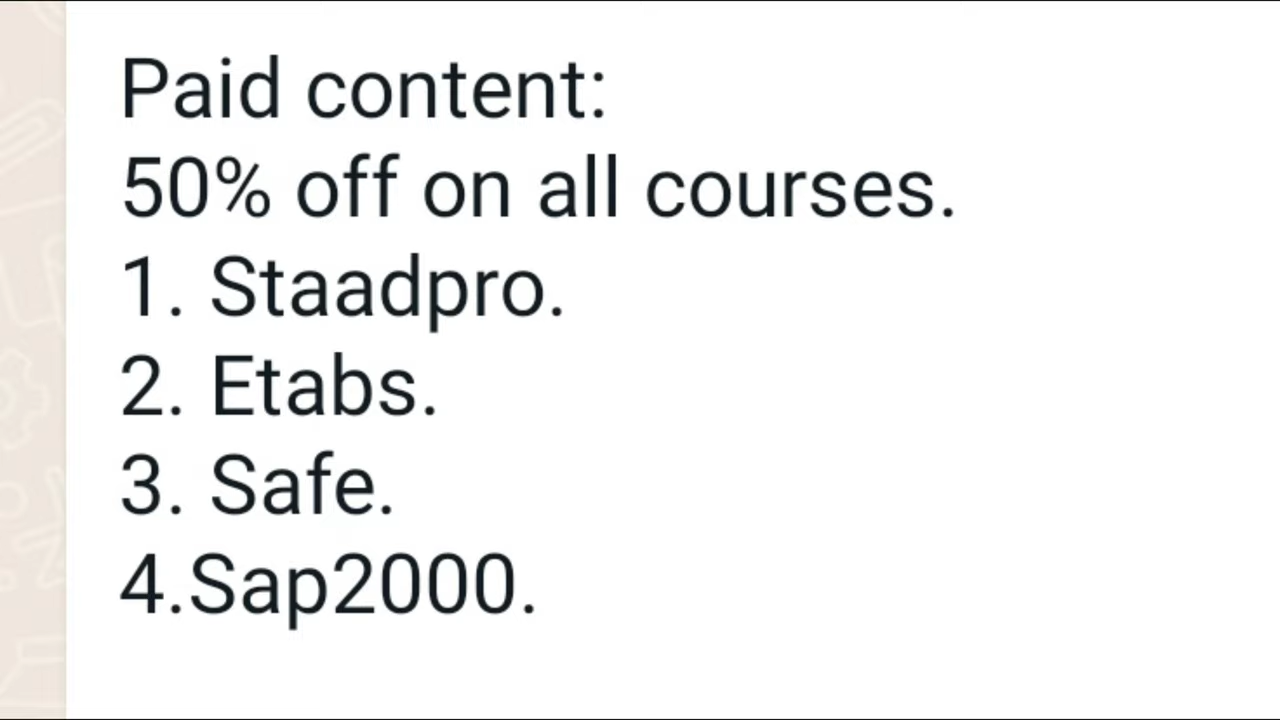 Paid content:
50% off on all courses.
1. Staadpro.
2. Etabs.
3. Safe.
4.Sap2000.